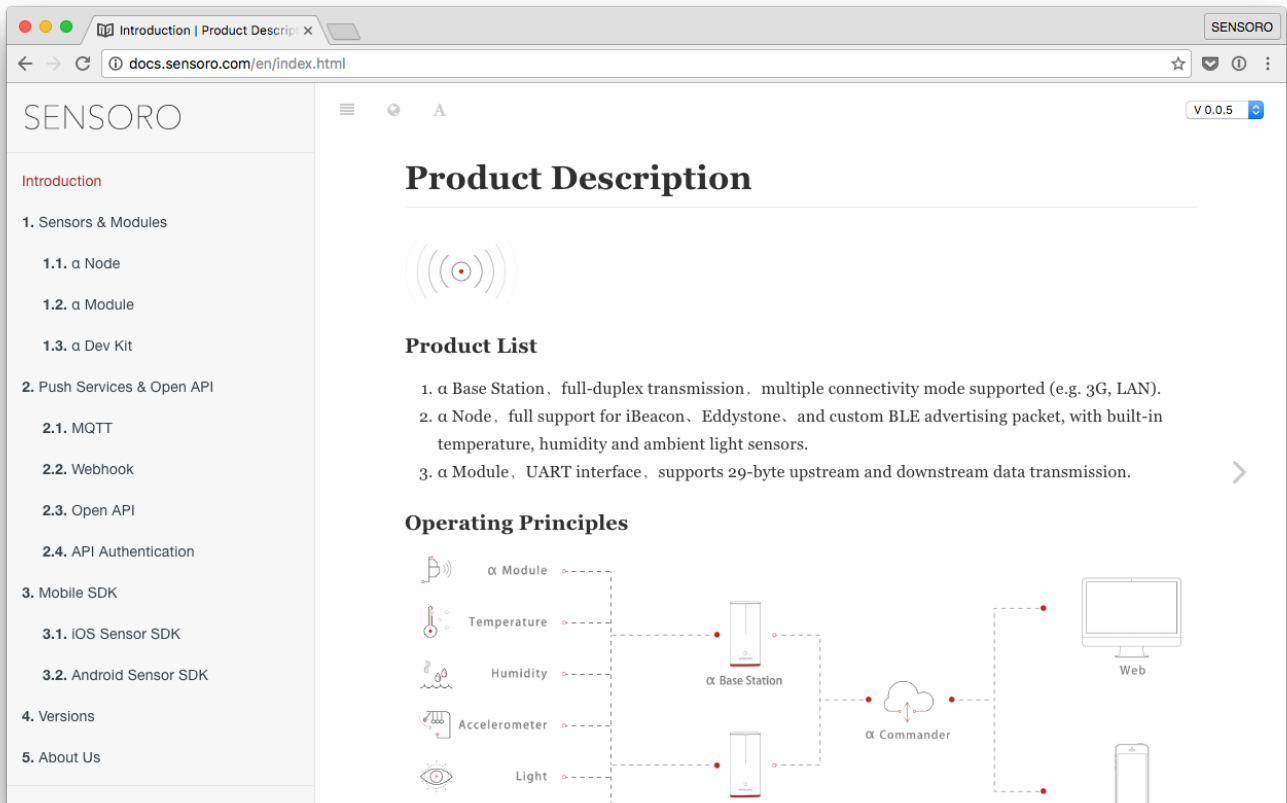 Introduction | Product Descrip
SENSORO
docs.sensoro.com/en/index.html
SENSORO
A
V 0.0.5
Introduction
1. Sensors & Modules
1.1. α Node
1.2. α Module
1.3. α Dev Kit
2. Push Services & Open API
2.1. MQTT
2.2. Webhook
2.3. Open API
2.4. API Authentication
3. Mobile SDK
3.1. iOS Sensor SDK
3.2. Android Sensor SDK
4. Versions
5. About Us
Product Description
Product List
1. α Base Station，full-duplex transmission，multiple connectivity mode supported (e.g. 3G, LAN).
2. α Node，full support for iBeacon、Eddystone、and custom BLE advertising packet, with built-in
temperature, humidity and ambient light sensors.
3. α Module，UART interface，supports 29-byte upstream and downstream data transmission.
Operating Principles
α Module
Temperature
Humidity
Accelerometer
Light
α Base Station
α Commander
Web